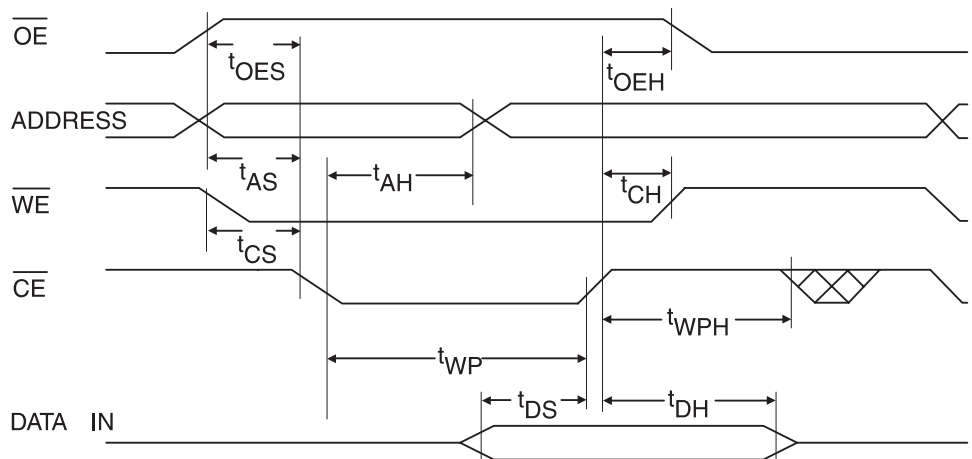 OE
tOES
tOEH
ADDRESS
tAS
tAH
tCH
WE
tCS
CE
tWPH
tWP
tDS
tDH
DATA IN